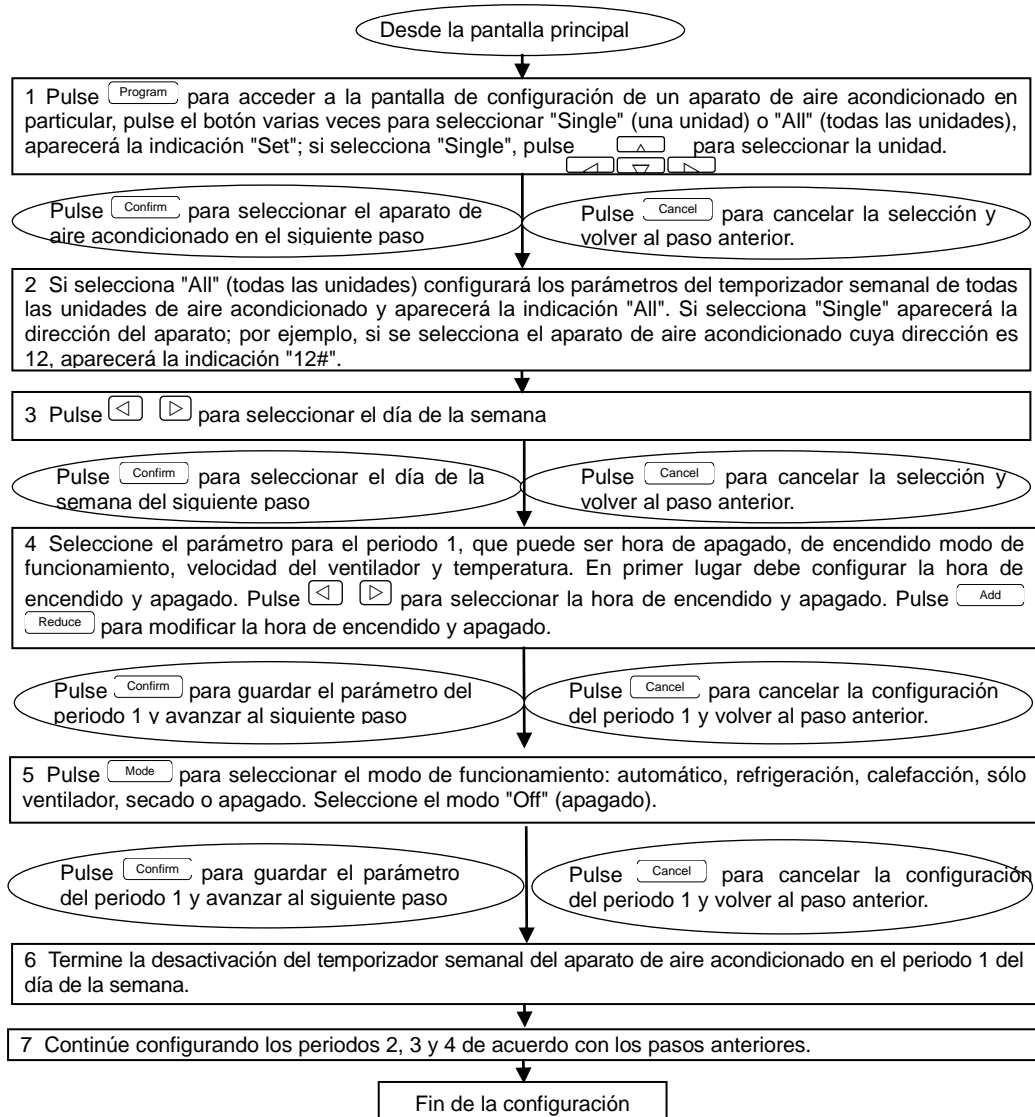 Desde la pantalla principal
1 Pulse Program para acceder a la pantalla de configuración de un aparato de aire acondicionado en
particular, pulse el botón varias veces para seleccionar "Single" (una unidad) o "All" (todas las unidades),
aparecerá la indicación "Set"; si selecciona "Single", pulse para seleccionar la unidad.
Pulse Confirm para seleccionar el aparato de
aire acondicionado en el siguiente paso
Pulse Cancel para cancelar la selección y
volver al paso anterior.
2 Si selecciona "All" (todas las unidades) configurará los parámetros del temporizador semanal de todas
las unidades de aire acondicionado y aparecerá la indicación "All". Si selecciona "Single" aparecerá la
dirección del aparato; por ejemplo, si se selecciona el aparato de aire acondicionado cuya dirección es
12, aparecerá la indicación "12#".
3 Pulse para seleccionar el día de la semana
Pulse Confirm para seleccionar el día de la
semana del siguiente paso
Pulse Cancel para cancelar la selección y
volver al paso anterior.
4 Seleccione el parámetro para el periodo 1, que puede ser hora de apagado, de encendido modo de
funcionamiento, velocidad del ventilador y temperatura. En primer lugar debe configurar la hora de
encendido y apagado. Pulse para seleccionar la hora de encendido y apagado. Pulse Add
Reduce para modificar la hora de encendido y apagado.
Pulse Confirm para guardar el parámetro del
periodo 1 y avanzar al siguiente paso
Pulse Cancel para cancelar la configuración
del periodo 1 y volver al paso anterior.
5 Pulse Mode para seleccionar el modo de funcionamiento: automático, refrigeración, calefacción, sólo
ventilador, secado o apagado. Seleccione el modo "Off" (apagado).
Pulse Confirm para guardar el parámetro
del periodo 1 y avanzar al siguiente paso
Pulse Cancel para cancelar la configuración
del periodo 1 y volver al paso anterior.
6 Termine la desactivación del temporizador semanal del aparato de aire acondicionado en el periodo 1 del
día de la semana.
7 Continúe configurando los periodos 2, 3 y 4 de acuerdo con los pasos anteriores.
Fin de la configuración